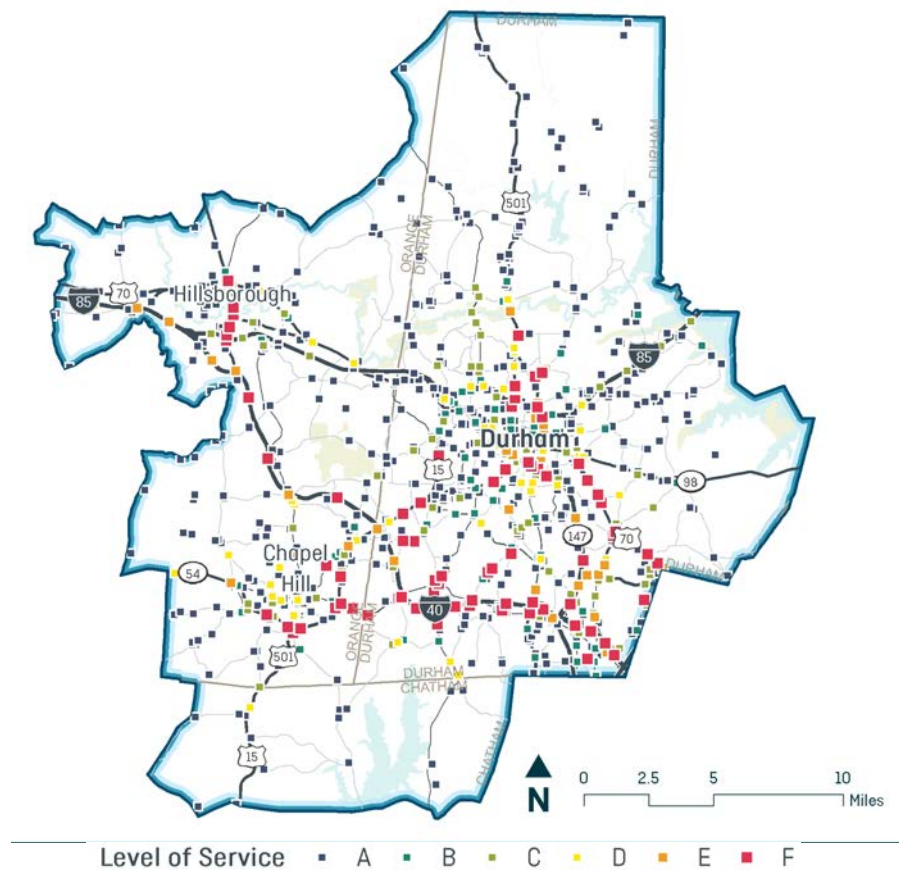 DURHAM
DURHAM
501
ORANGE
DURHAM
70
Hillsborough
85
85
Durham
15
98
147
70
Chapel
Hill
54
DURHAM
40
ORANGE
DURHAM
501
DURHAM
CHATHAM
15
CHATHAM
N
0 2.5 5 10
Miles
Level of Service A B C D E F